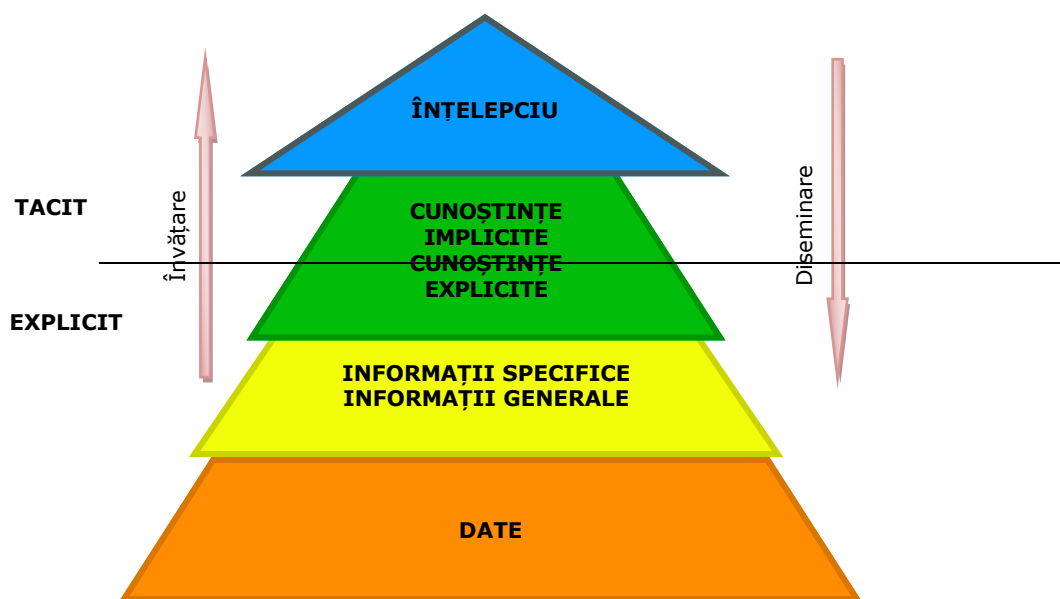 ÎNȚELEPCIU
TACIT
Învățare
CUNOȘTINȚE
IMPLICITE
CUNOȘTINȚE
EXPLICITE
Diseminare
EXPLICIT
INFORMAȚII SPECIFICE
INFORMAȚII GENERALE
DATE